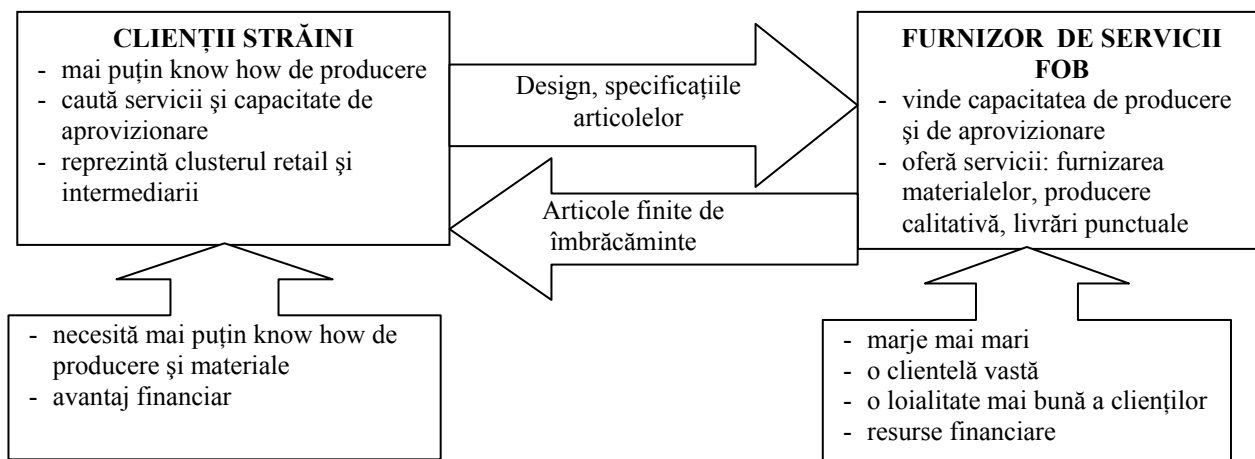 CLIENȚII STRĂINI
- mai puțin know how de producere
- caută servicii şi capacitate de
aprovizionare
- reprezintă clusterul retail şi
intermediarii
Design, specificațiile
articolelor
Articole finite de
îmbrăcăminte
FURNIZOR DE SERVICII
FOB
- vinde capacitatea de producere
şi de aprovizionare
- oferă servicii: furnizarea
materialelor, producere
calitativă, livrări punctuale
- necesită mai puțin know how de
producere şi materiale
- avantaj financiar
- marje mai mari
- o clientelă vastă
- o loialitate mai bună a clienților
- resurse financiare